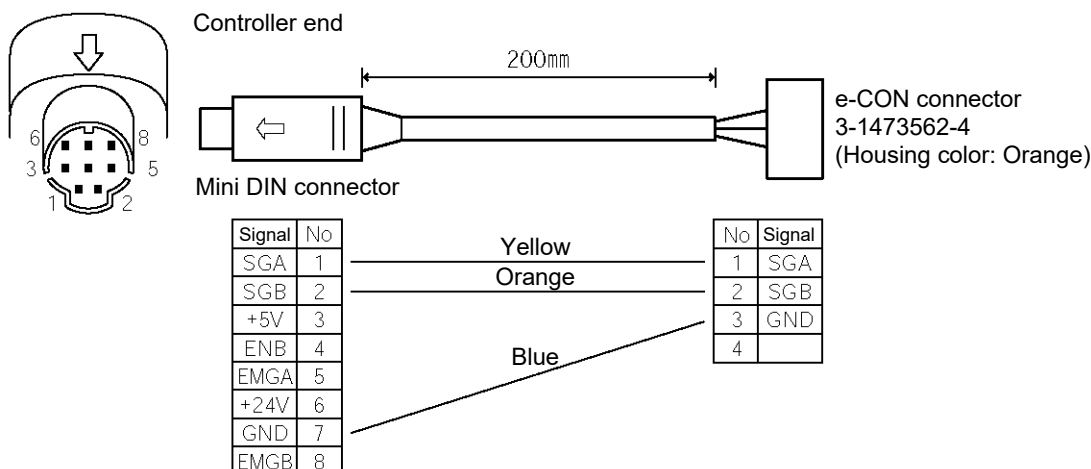 Controller end
200mm
6
8
3
5
1
2
e-CON connector
3-1473562-4
(Housing color: Orange)
Mini DIN connector
Signal No
SGA 1
SGB 2
+5V 3
ENB 4
EMGA 5
+24V 6
GND 7
EMGB 8
Yellow
Orange
Blue
No Signal
1 SGA
2 SGB
3 GND
4